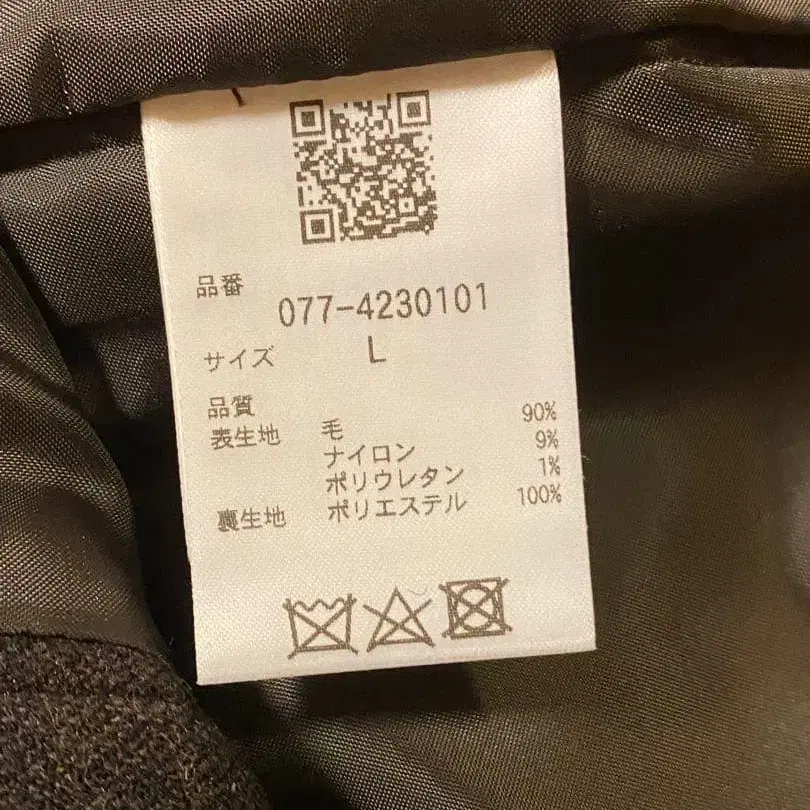 品番
077-4230101
サイズ L
品質
表生地 毛 90%
ナイロン 9%
ポリウレタン 1%
裏生地 ポリエステル 100%